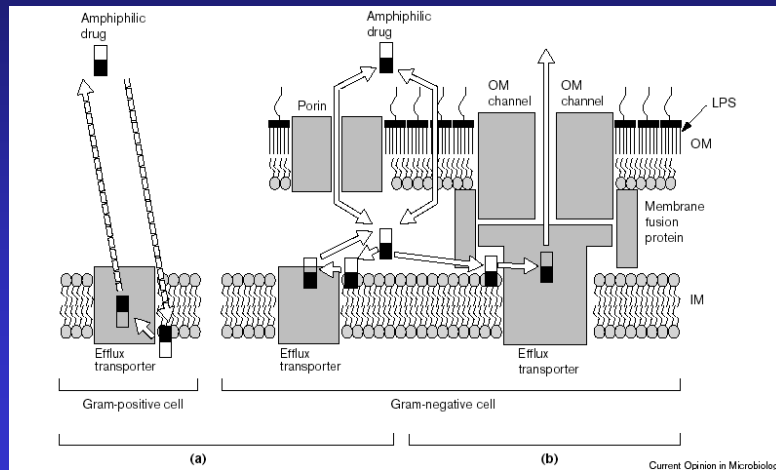 Amphiphilic
drug
Amphiphilic
drug
Porin
OM
channel
OM
channel
LPS
OM
Membrane
fusion
protein
IM
Efflux
transporter
Efflux
transporter
Efflux
transporter
Gram-positive cell
Gram-negative cell
(a)
(b)
Current Opinion in Microbiolog